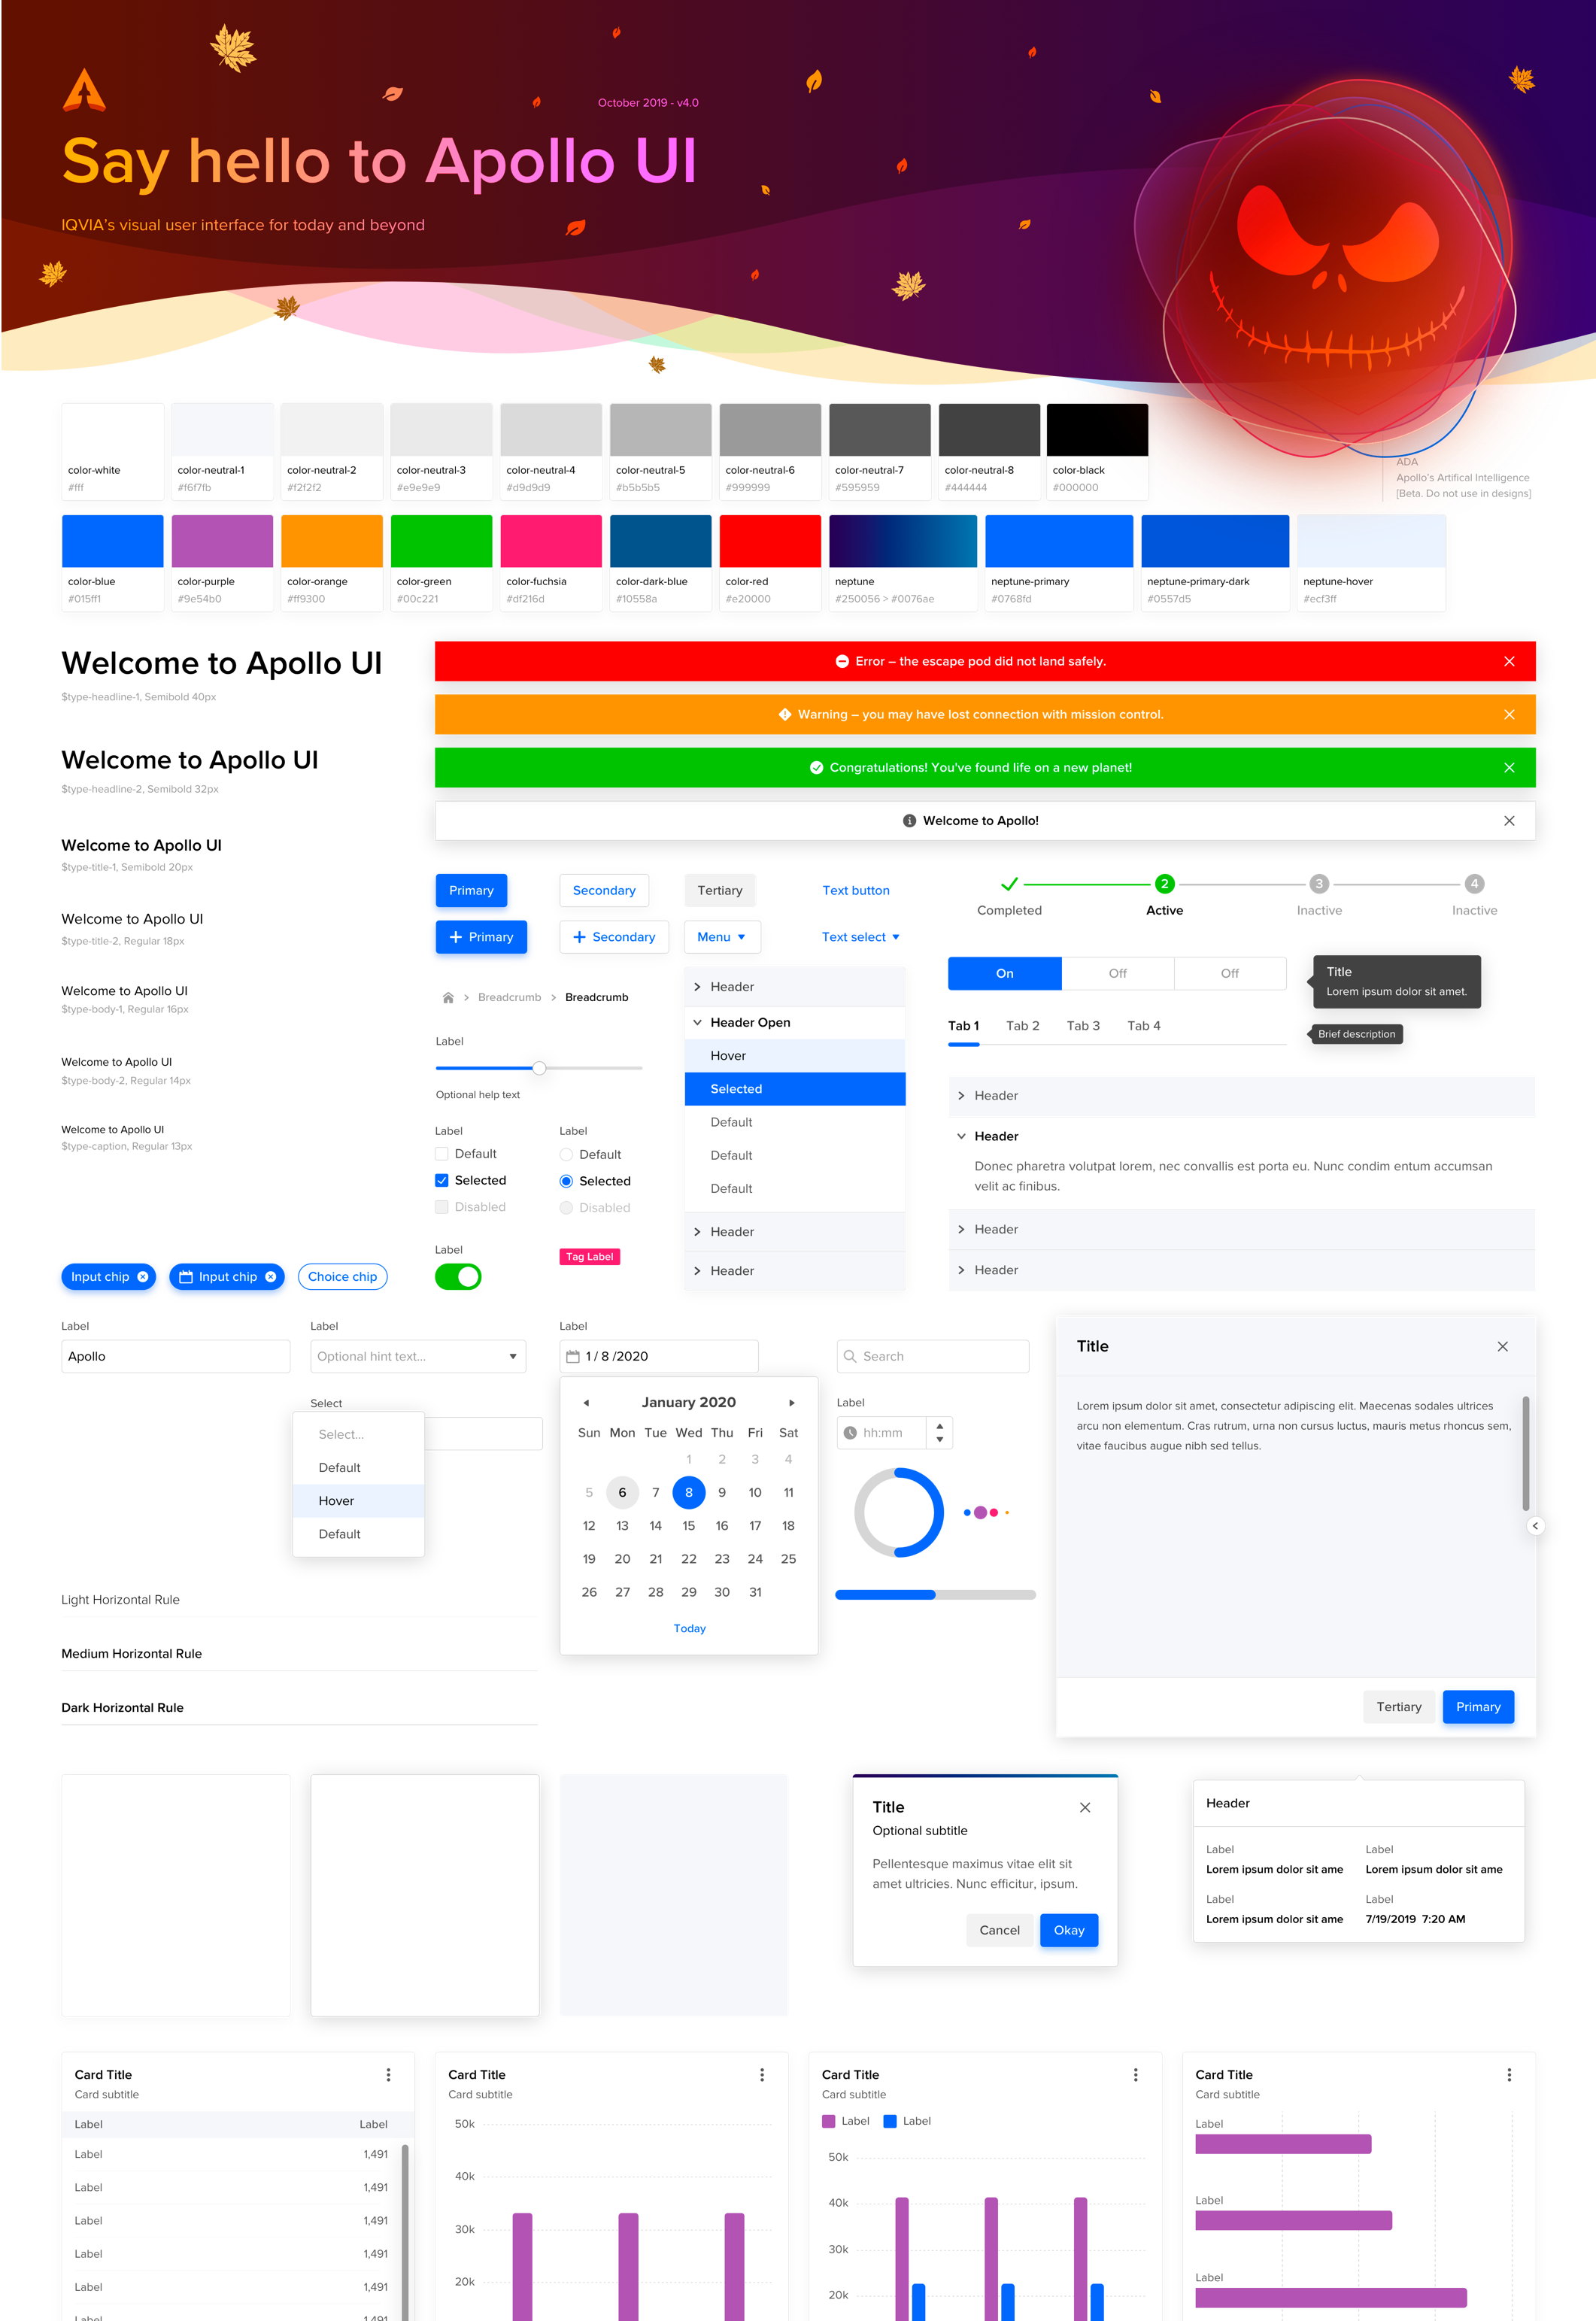 October 2019 - v4.0
Say hello to Apollo UI
IQVIA's visual user interface for today and beyond
color-white
#fff
color-neutral-1
#f6f7fb
color-neutral-2
#f2f2f2
color-neutral-3
#e9e9e9
color-neutral-4
#d9d9d9
color-neutral-5
#b5b5b5
color-neutral-6
#999999
color-neutral-7
#595959
color-neutral-8
#444444
color-black
#000000
ADA
Apollo's Artifical Intelligence
[Beta. Do not use in designs]
color-blue
#015ff1
color-purple
#9e54b0
color-orange
#ff9300
color-green
#00c221
color-fuchsia
#df216d
color-dark-blue
#10558a
color-red
#e20000
neptune
#250056 > #0076ae
neptune-primary
#0768fd
neptune-primary-dark
#0557d5
neptune-hover
#ecf3ff
Welcome to Apollo UI
$type-headline-1, Semibold 40px
Welcome to Apollo UI
$type-headline-2, Semibold 32px
Welcome to Apollo UI
$type-title-1, Semibold 20px
Welcome to Apollo UI
$type-title-2, Regular 18px
Welcome to Apollo UI
$type-body-1, Regular 16px
Welcome to Apollo UI
$type-body-2, Regular 14px
Welcome to Apollo UI
$type-caption, Regular 13px
Error – the escape pod did not land safely.
Warning – you may have lost connection with mission control.
Congratulations! You've found life on a new planet!
Welcome to Apollo!
Primary
Secondary
Tertiary
Text button
Primary
Secondary
Menu
Text select
Completed
2
Active
3
Inactive
4
Inactive
Breadcrumb
Breadcrumb
Label
Optional help text
Label
Default
Selected
Disabled
Label
Default
Selected
Disabled
Label
Tag Label
Header
Header Open
Hover
Selected
Default
Default
Default
Header
Header
On
Off
Off
Title
Lorem ipsum dolor sit amet.
Tab 1
Tab 2
Tab 3
Tab 4
Brief description
Header
Header
Donec pharetra volutpat lorem, nec convallis est porta eu. Nunc condim entum accumsan
velit ac finibus.
Header
Header
Input chip
Input chip
Choice chip
Label
Apollo
Label
Optional hint text...
Select
Select...
Default
Hover
Default
Label
1 / 8 /2020
January 2020
Sun Mon Tue Wed Thu Fri Sat
1 2 3 4
5 6 7 8 9 10 11
12 13 14 15 16 17 18
19 20 21 22 23 24 25
26 27 28 29 30 31
Today
Search
Label
hh:mm
Title
Lorem ipsum dolor sit amet, consectetur adipiscing elit. Maecenas sodales ultrices
arcu non elementum. Cras rutrum, urna non cursus luctus, mauris metus rhoncus sem,
vitae faucibus augue nibh sed tellus.
Tertiary
Primary
Light Horizontal Rule
Medium Horizontal Rule
Dark Horizontal Rule
Title
Optional subtitle
Pellentesque maximus vitae elit sit
amet ultricies. Nunc efficitur, ipsum.
Cancel
Okay
Header
Label
Lorem ipsum dolor sit ame
Label
Lorem ipsum dolor sit ame
Label
Lorem ipsum dolor sit ame
Label
7/19/2019 7:20 AM
Card Title
Card subtitle
Label Label
Label 1,491
Label 1,491
Label 1,491
Label 1,491
Label 1,491
Label 1,491
Card Title
Card subtitle
50k
40k
30k
20k
Card Title
Card subtitle
Label
Label
50k
40k
30k
20k
Card Title
Card subtitle
Label
Label
Label